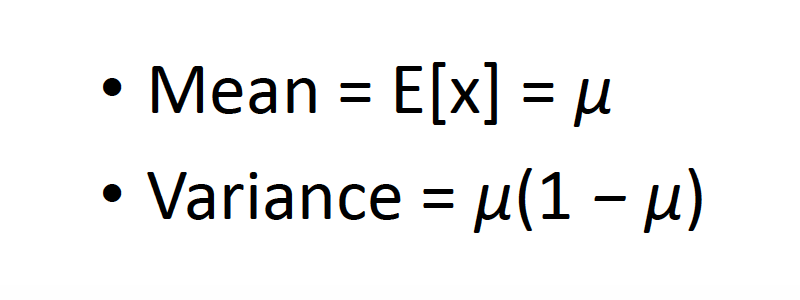 • Mean = E[x] = μ
• Variance = μ(1 − μ)